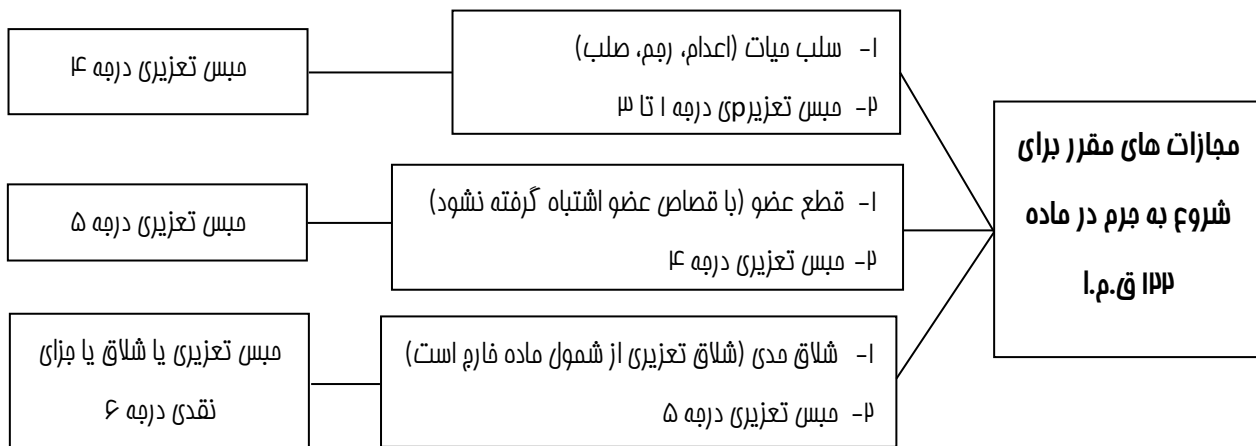 مجازات های مقرر برای
شروع به جرم در ماده
۱۲۲ ق.م.ا
۱- سلب حیات (اعدام، رجم، صلب)
۲- حبس تعزیرpی درجه ۱ تا ۳
حبس تعزیری درجه ۴
۱- قطع عضو (با قصاص عضو اشتباه گرفته نشود)
۲- حبس تعزیری درجه ۴
حبس تعزیری درجه ۵
۱- شلاق حدی (شلاق تعزیری از شمول ماده خارج است)
۲- حبس تعزیری درجه ۵
حبس تعزیری یا شلاق یا جزای
نقدی درجه ۶